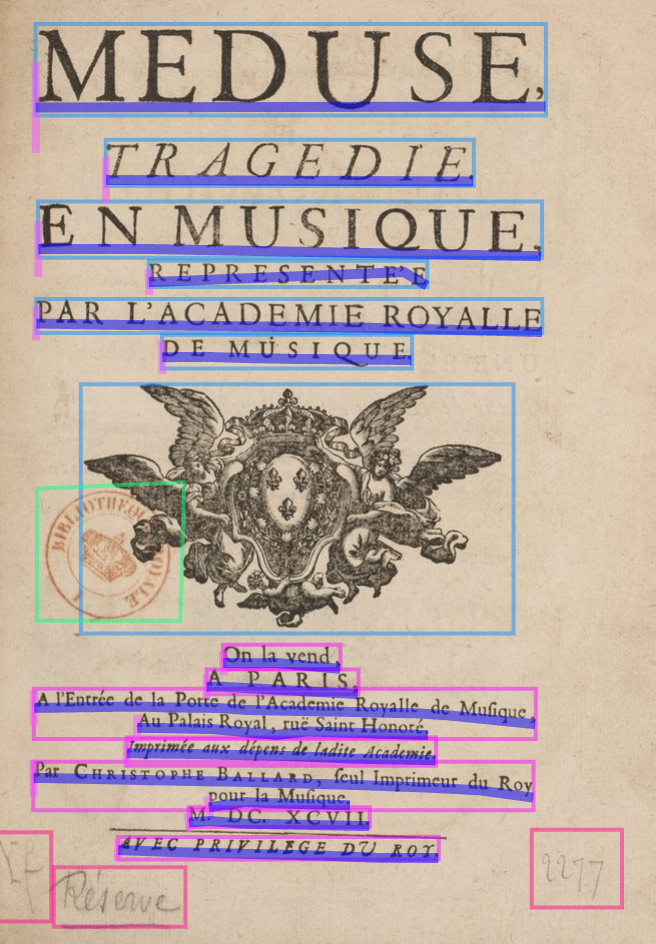 MEDUSE,
TRAGEDIE.
EN MUSIQUE,
REPRESENTE'E
PAR L'ACADEMIE ROYALLE
DE MUSIQUE.
BIBLIOTHEQUE ROYALE
On la vend,
A PARIS,
A l'Entrée de la Porte de l'Academie Royalle de Musique,
Au Palais Royal, ruë Saint Honoré.
Imprimée aux dépens de ladite Academie.
Par CHRISTOPHE BALLARD, seul Imprimeur du Roy
pour la Musique.
M. DC. XCVII.
AVEC PRIVILEGE DU ROY.
2277
Réserve